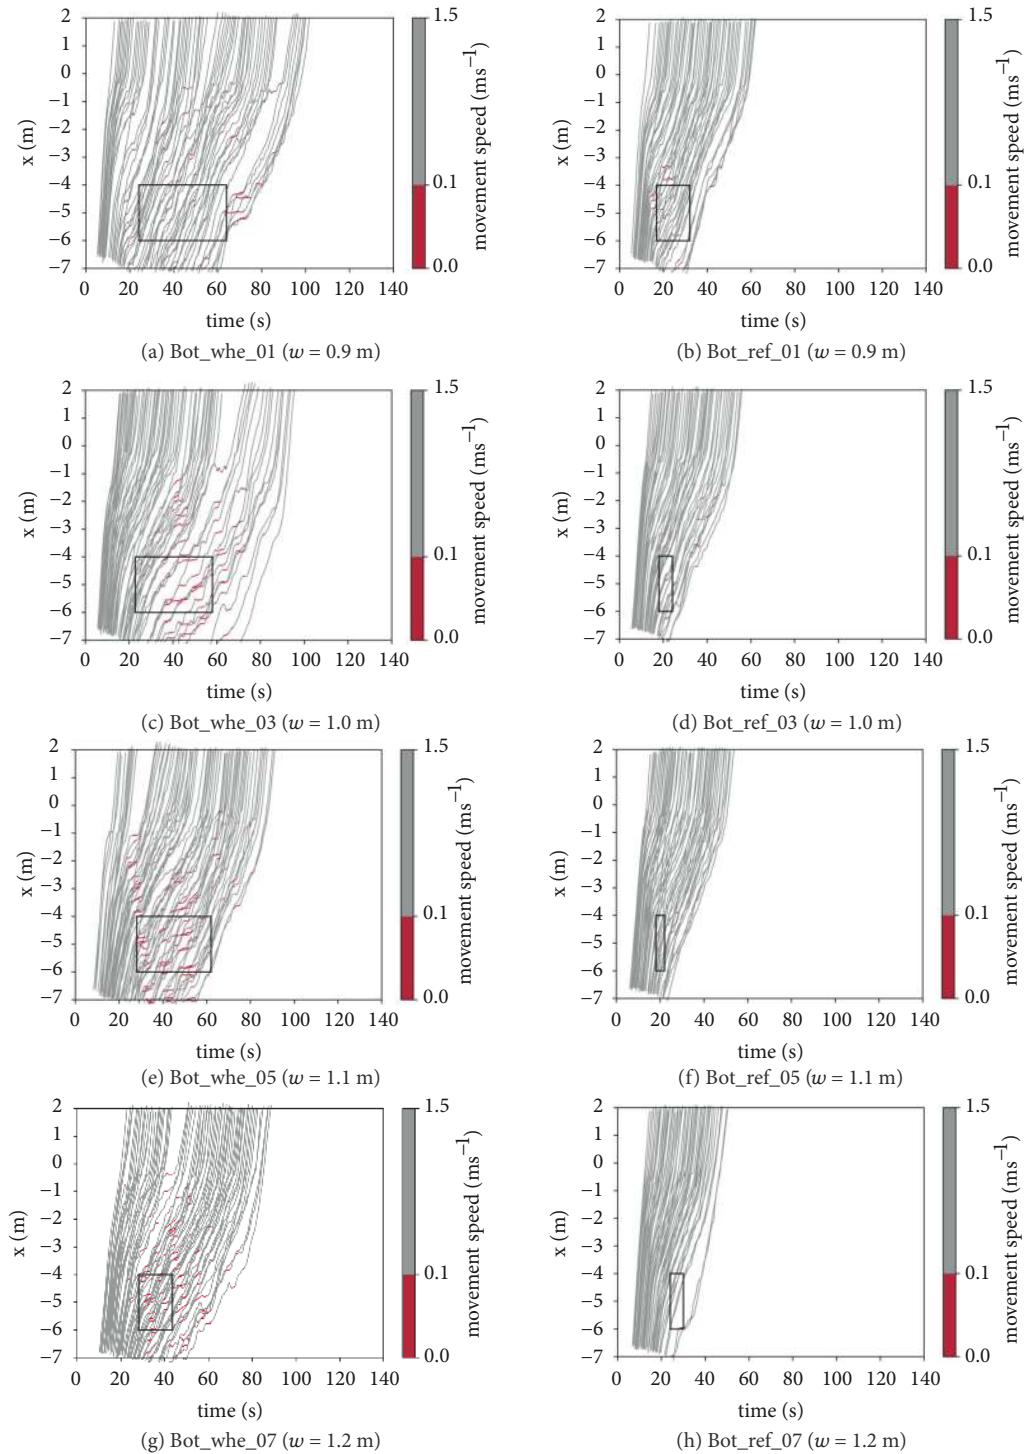 2
1
0
−1
−2
−3
−4
−5
−6
−7
x (m)
0 20 40 60 80 100 120 140
time (s)
1.5
0.1
0.0
movement speed (ms−1)
(a) Bot_whe_01 (w = 0.9 m)
2
1
0
−1
−2
−3
−4
−5
−6
−7
x (m)
0 20 40 60 80 100 120 140
time (s)
1.5
0.1
0.0
movement speed (ms−1)
(b) Bot_ref_01 (w = 0.9 m)
2
1
0
−1
−2
−3
−4
−5
−6
−7
x (m)
0 20 40 60 80 100 120 140
time (s)
1.5
0.1
0.0
movement speed (ms−1)
(c) Bot_whe_03 (w = 1.0 m)
2
1
0
−1
−2
−3
−4
−5
−6
−7
x (m)
0 20 40 60 80 100 120 140
time (s)
1.5
0.1
0.0
movement speed (ms−1)
(d) Bot_ref_03 (w = 1.0 m)
2
1
0
−1
−2
−3
−4
−5
−6
−7
x (m)
0 20 40 60 80 100 120 140
time (s)
1.5
0.1
0.0
movement speed (ms−1)
(e) Bot_whe_05 (w = 1.1 m)
2
1
0
−1
−2
−3
−4
−5
−6
−7
x (m)
0 20 40 60 80 100 120 140
time (s)
1.5
0.1
0.0
movement speed (ms−1)
(f) Bot_ref_05 (w = 1.1 m)
2
1
0
−1
−2
−3
−4
−5
−6
−7
x (m)
0 20 40 60 80 100 120 140
time (s)
1.5
0.1
0.0
movement speed (ms−1)
(g) Bot_whe_07 (w = 1.2 m)
2
1
0
−1
−2
−3
−4
−5
−6
−7
x (m)
0 20 40 60 80 100 120 140
time (s)
1.5
0.1
0.0
movement speed (ms−1)
(h) Bot_ref_07 (w = 1.2 m)